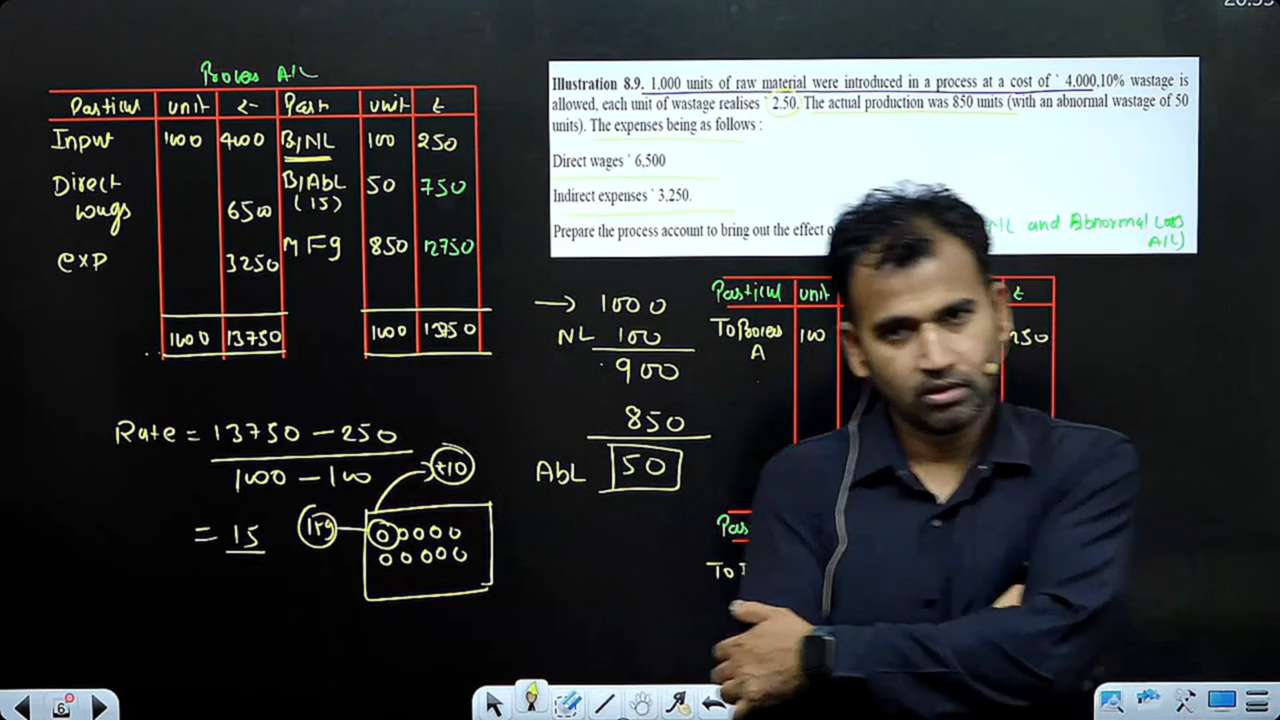 Process A/c
Particul unit ₹ Part unit ₹
Input 1000 4000 B/NL 100 250
Direct wages 6500 B/AbL (15) 50 750
exp 3250 M Fg 850 12750
1000 13750 1000 13750
Rate = 13750 - 250
1000 - 100
= 15
Illustration 8.9. 1,000 units of raw material were introduced in a process at a cost of ` 4,000,10% wastage is
allowed, each unit of wastage realises ` 2.50. The actual production was 850 units (with an abnormal wastage of 50
units). The expenses being as follows :
Direct wages ` 6,500
Indirect expenses ` 3,250.
Prepare the process account to bring out the effect
NL and Abnormal Loss
A/c)
→ 1000
NL 100
900
850
AbL 50
Particul unit ₹
To Process A 100 250
To
6